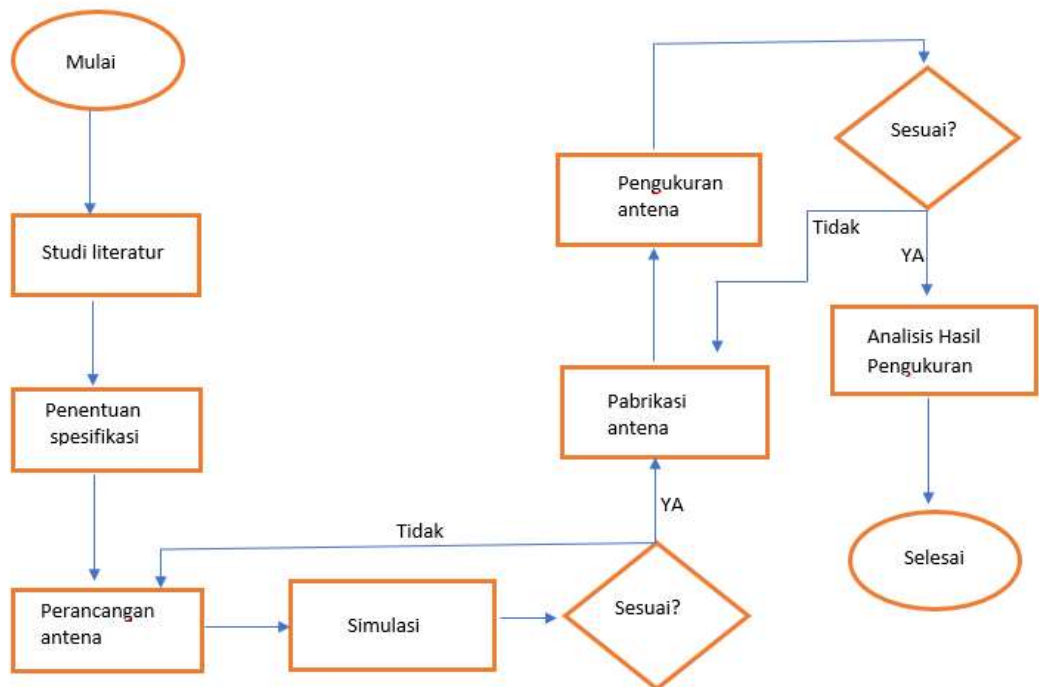 Mulai
Studi literatur
Penentuan
spesifikasi
Perancangan
antena
Simulasi
Sesuai?
Tidak
YA
Pabrikasi
antena
Pengukuran
antena
Sesuai?
Tidak
YA
Analisis Hasil
Pengukuran
Selesai